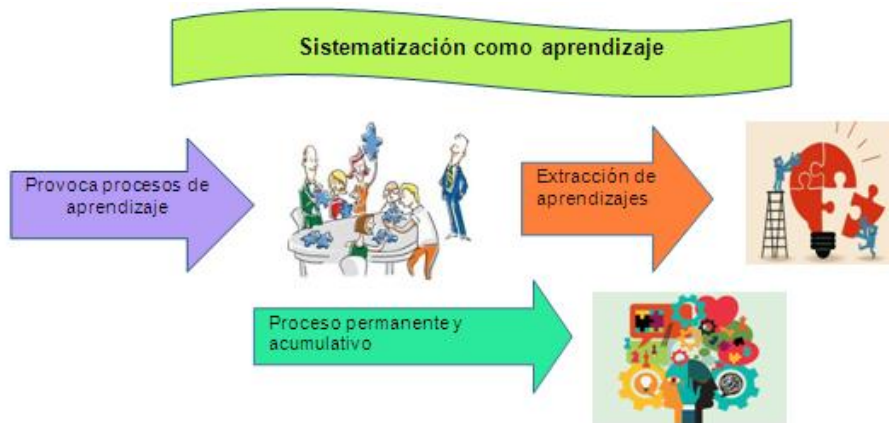 Sistematización como aprendizaje
Provoca procesos de
aprendizaje
Extracción de
aprendizajes
Proceso permanente y
acumulativo